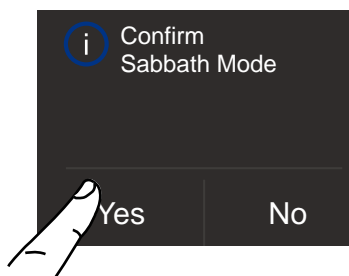 i
Confirm
Sabbath Mode
Yes
No